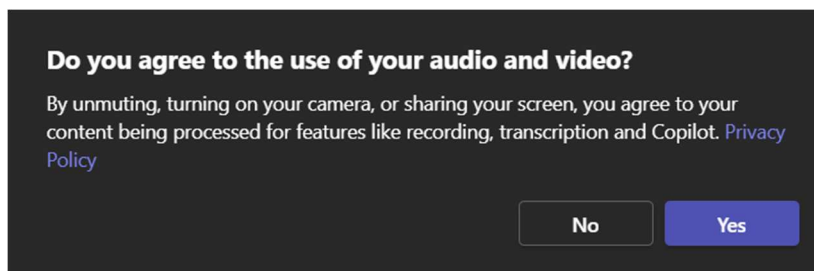 Do you agree to the use of your audio and video?
By unmuting, turning on your camera, or sharing your screen, you agree to your
content being processed for features like recording, transcription and Copilot. Privacy
Policy
No
Yes